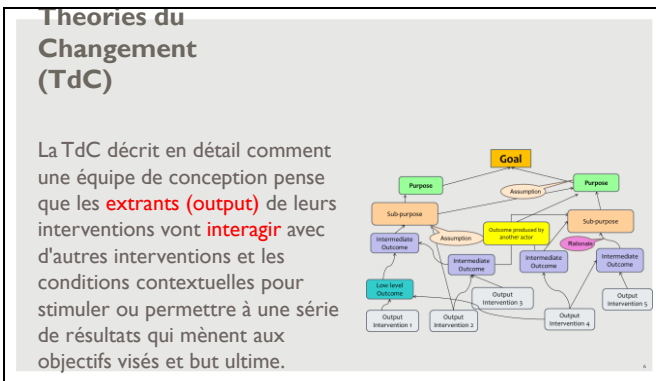 Théories du
Changement
(TdC)
La TdC décrit en détail comment
une équipe de conception pense
que les extrants (output) de leurs
interventions vont interagir avec
d'autres interventions et les
conditions contextuelles pour
stimuler ou permettre à une série
de résultats qui mènent aux
objectifs visés et but ultime.
Goal
Purpose
Assumption
Purpose
Sub-purpose
Outcome produced by
another actor
Sub-purpose
Intermediate
Outcome
Assumption
Rationale
Intermediate
Outcome
Intermediate
Outcome
Intermediate
Outcome
Low-level
Outcome
Output
Intervention 3
Output
Intervention 5
Output
Intervention 1
Output
Intervention 2
Output
Intervention 4